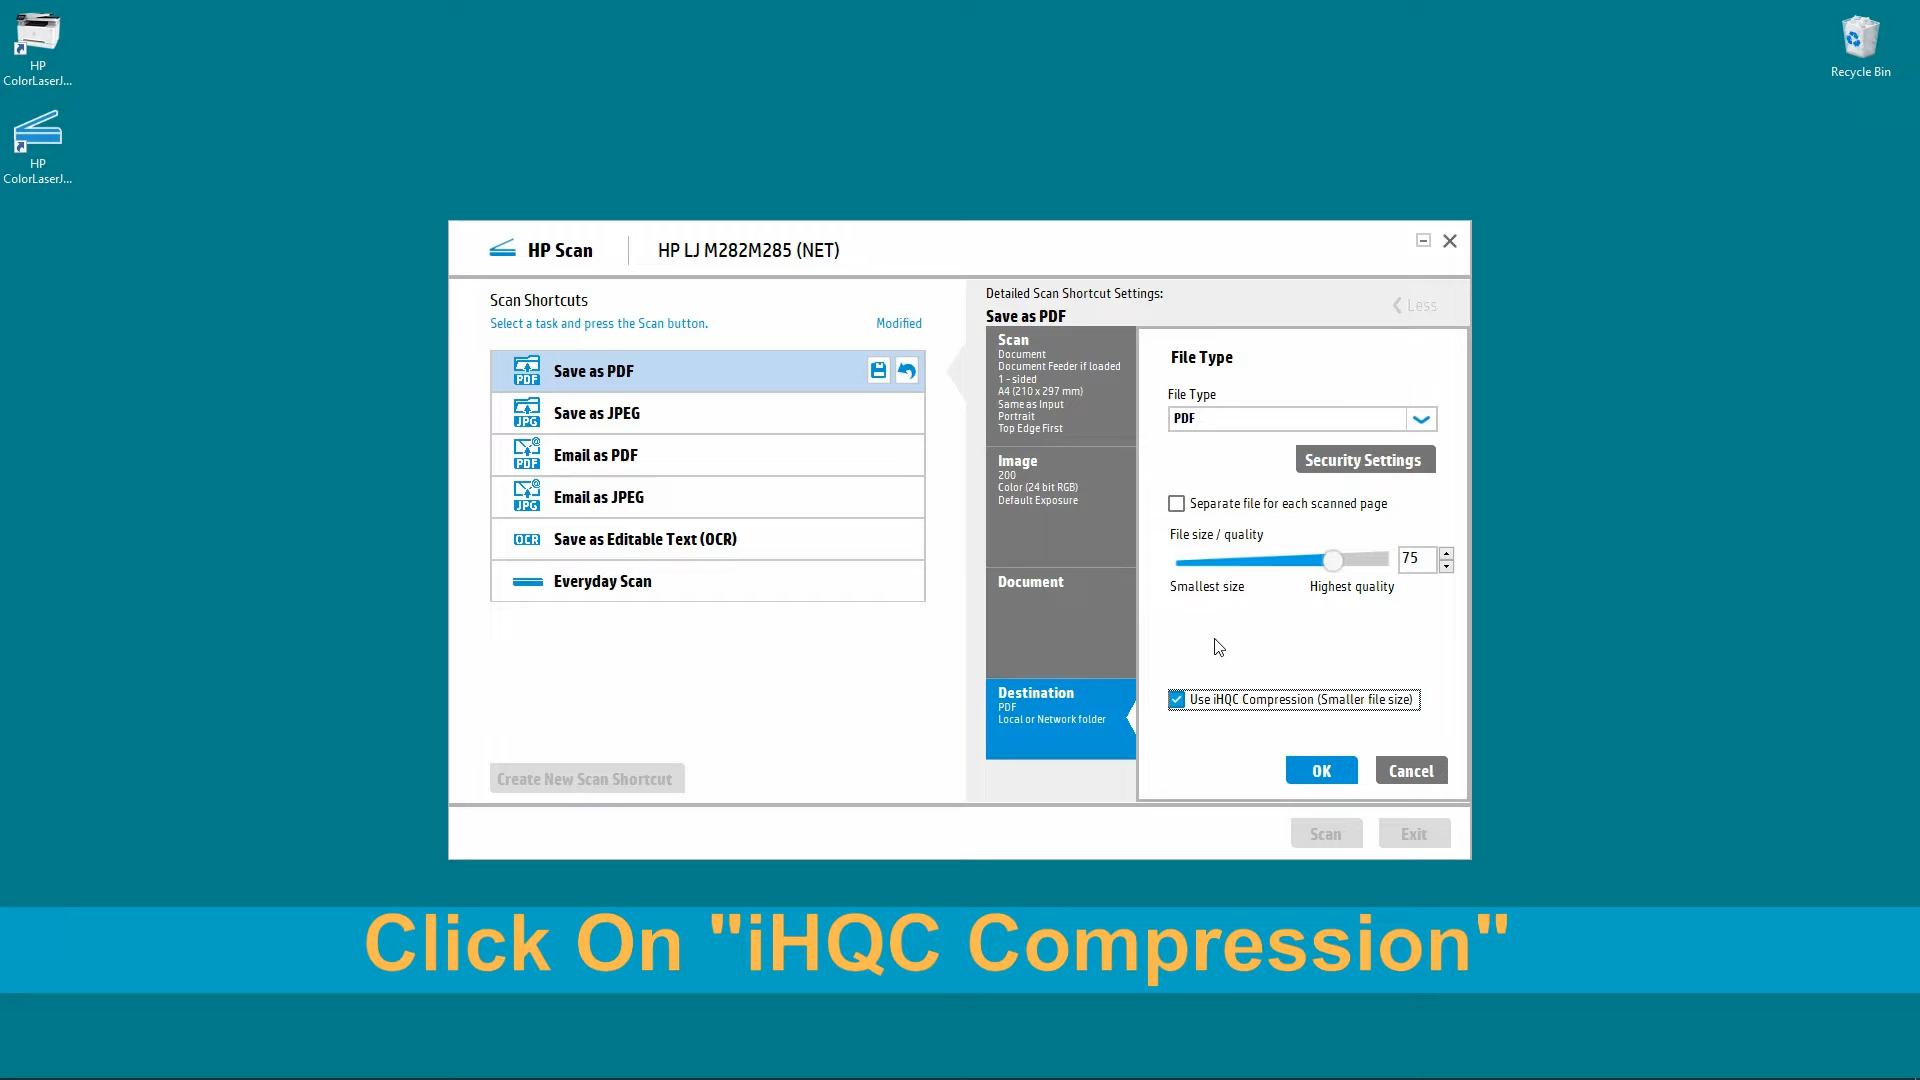 HP
ColorLaserJ...
HP
ColorLaserJ...
Recycle Bin
HP Scan
HP LJ M282M285 (NET)
Scan Shortcuts
Select a task and press the Scan button.
Modified
PDF
Save as PDF
JPG
Save as JPEG
PDF
Email as PDF
JPG
Email as JPEG
OCR
Save as Editable Text (OCR)
Everyday Scan
Create New Scan Shortcut
Detailed Scan Shortcut Settings:
Less
Save as PDF
Scan
Document
Document Feeder if loaded
1 - sided
A4 (210 x 297 mm)
Same as Input
Portrait
Top Edge First
Image
200
Color (24 bit RGB)
Default Exposure
Document
Destination
PDF
Local or Network folder
File Type
File Type
PDF
Security Settings
Separate file for each scanned page
File size / quality
75
Smallest size
Highest quality
Use iHQC Compression (Smaller file size)
OK
Cancel
Scan
Exit
Click On "iHQC Compression"